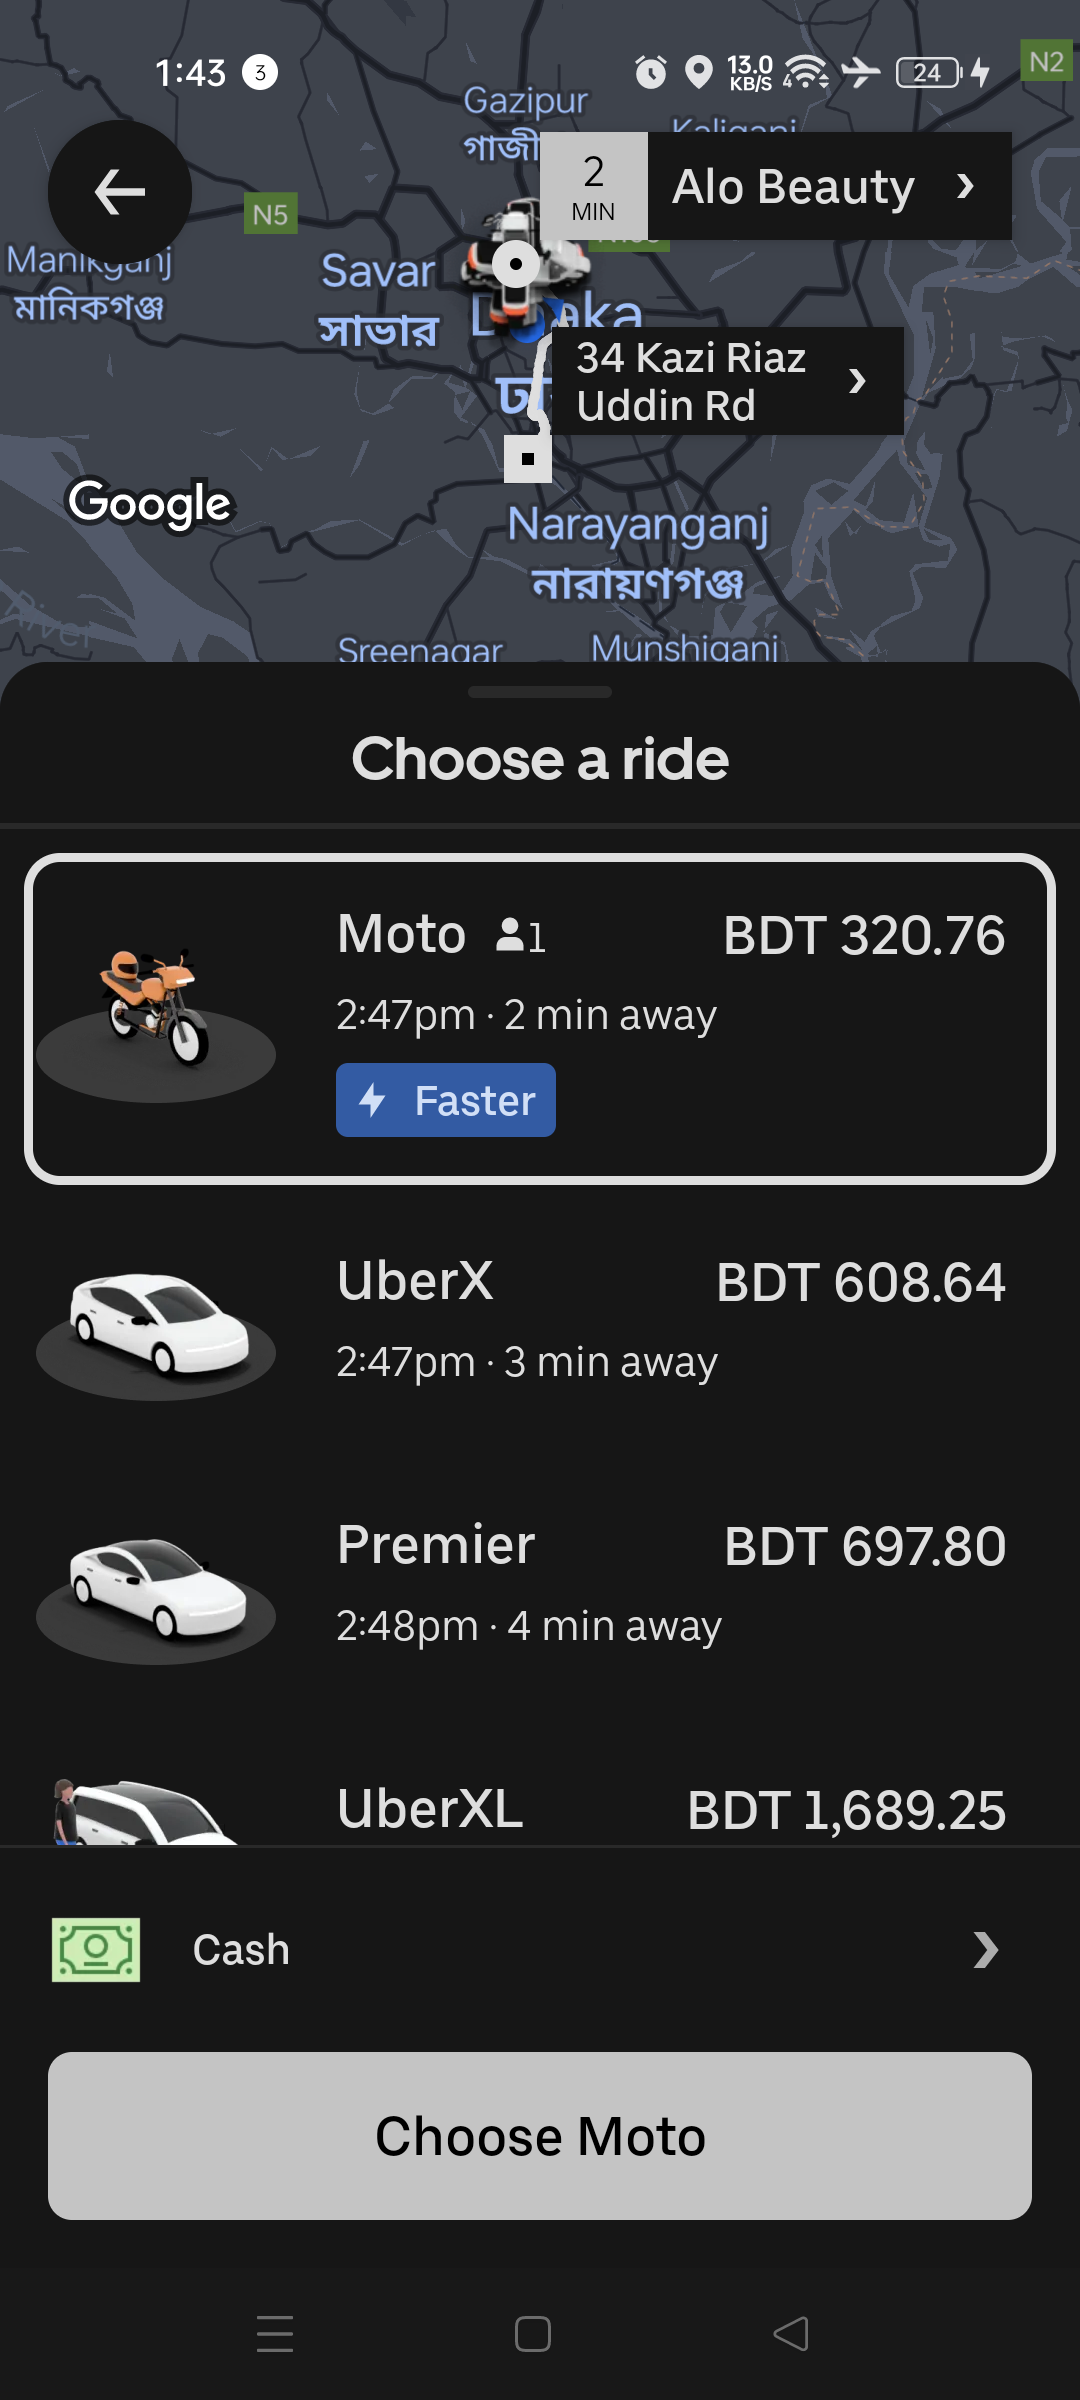 1:43 3 13.0 KB/S 4 24 N2
Gazipur
গাজী
2 MIN
Alo Beauty
N5
Manikganj
মানিকগঞ্জ
Savar
সাভার
34 Kazi Riaz
Uddin Rd
Google
Narayanganj
নারায়ণগঞ্জ
River
Sreenagar
Munshiganj
Choose a ride
Moto 1 BDT 320.76
2:47pm · 2 min away
Faster
UberX BDT 608.64
2:47pm · 3 min away
Premier BDT 697.80
2:48pm · 4 min away
UberXL BDT 1,689.25
Cash
Choose Moto